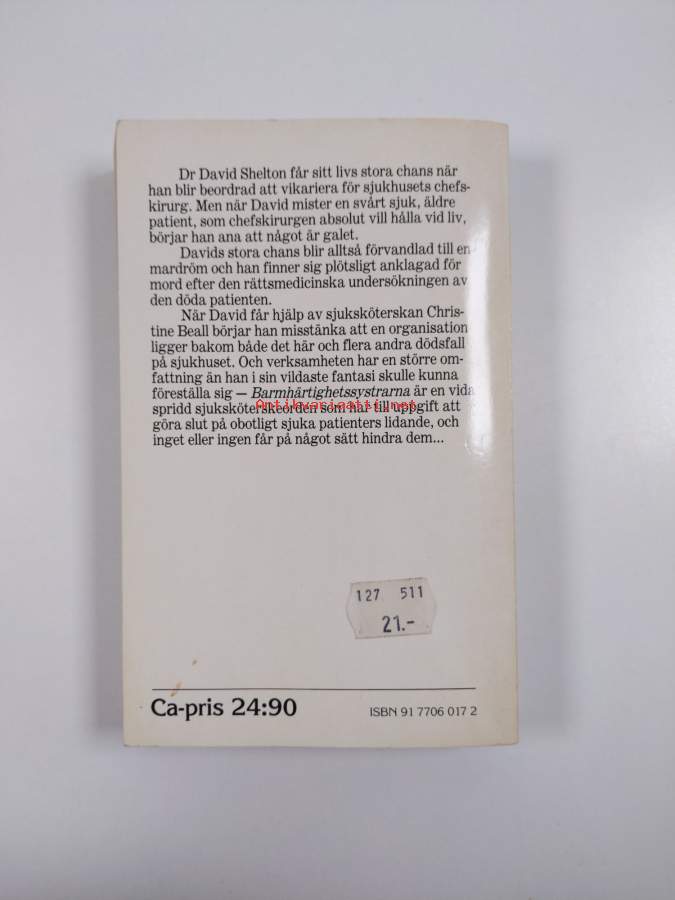 Dr David Shelton får sitt livs stora chans när
han blir beordrad att vikariera för sjukhusets chefs-
kirurg. Men när David mister en svårt sjuk, äldre
patient, som chefskirurgen absolut vill hålla vid liv,
börjar han ana att något är galet.
Davids stora chans blir alltså förvandlad till en
mardröm och han finner sig plötsligt anklagad för
mord efter den rättsmedicinska undersökningen av
den döda patienten.
När David får hjälp av sjuksköterskan Chris-
tine Beall börjar han misstänka att en organisation
ligger bakom både det här och flera andra dödsfall
på sjukhuset. Och verksamheten har en större om-
fattning än han i sin vildaste fantasi skulle kunna
föreställa sig — Barmhärtighetssystrarna är en vida
spridd sjuksköterskeorden som har till uppgift att
Antikvariaatti.net
göra slut på obotligt sjuka patienters lidande, och
inget eller ingen får på något sätt hindra dem...
127 511
21.-
Ca-pris 24:90
ISBN 91 7706 017 2